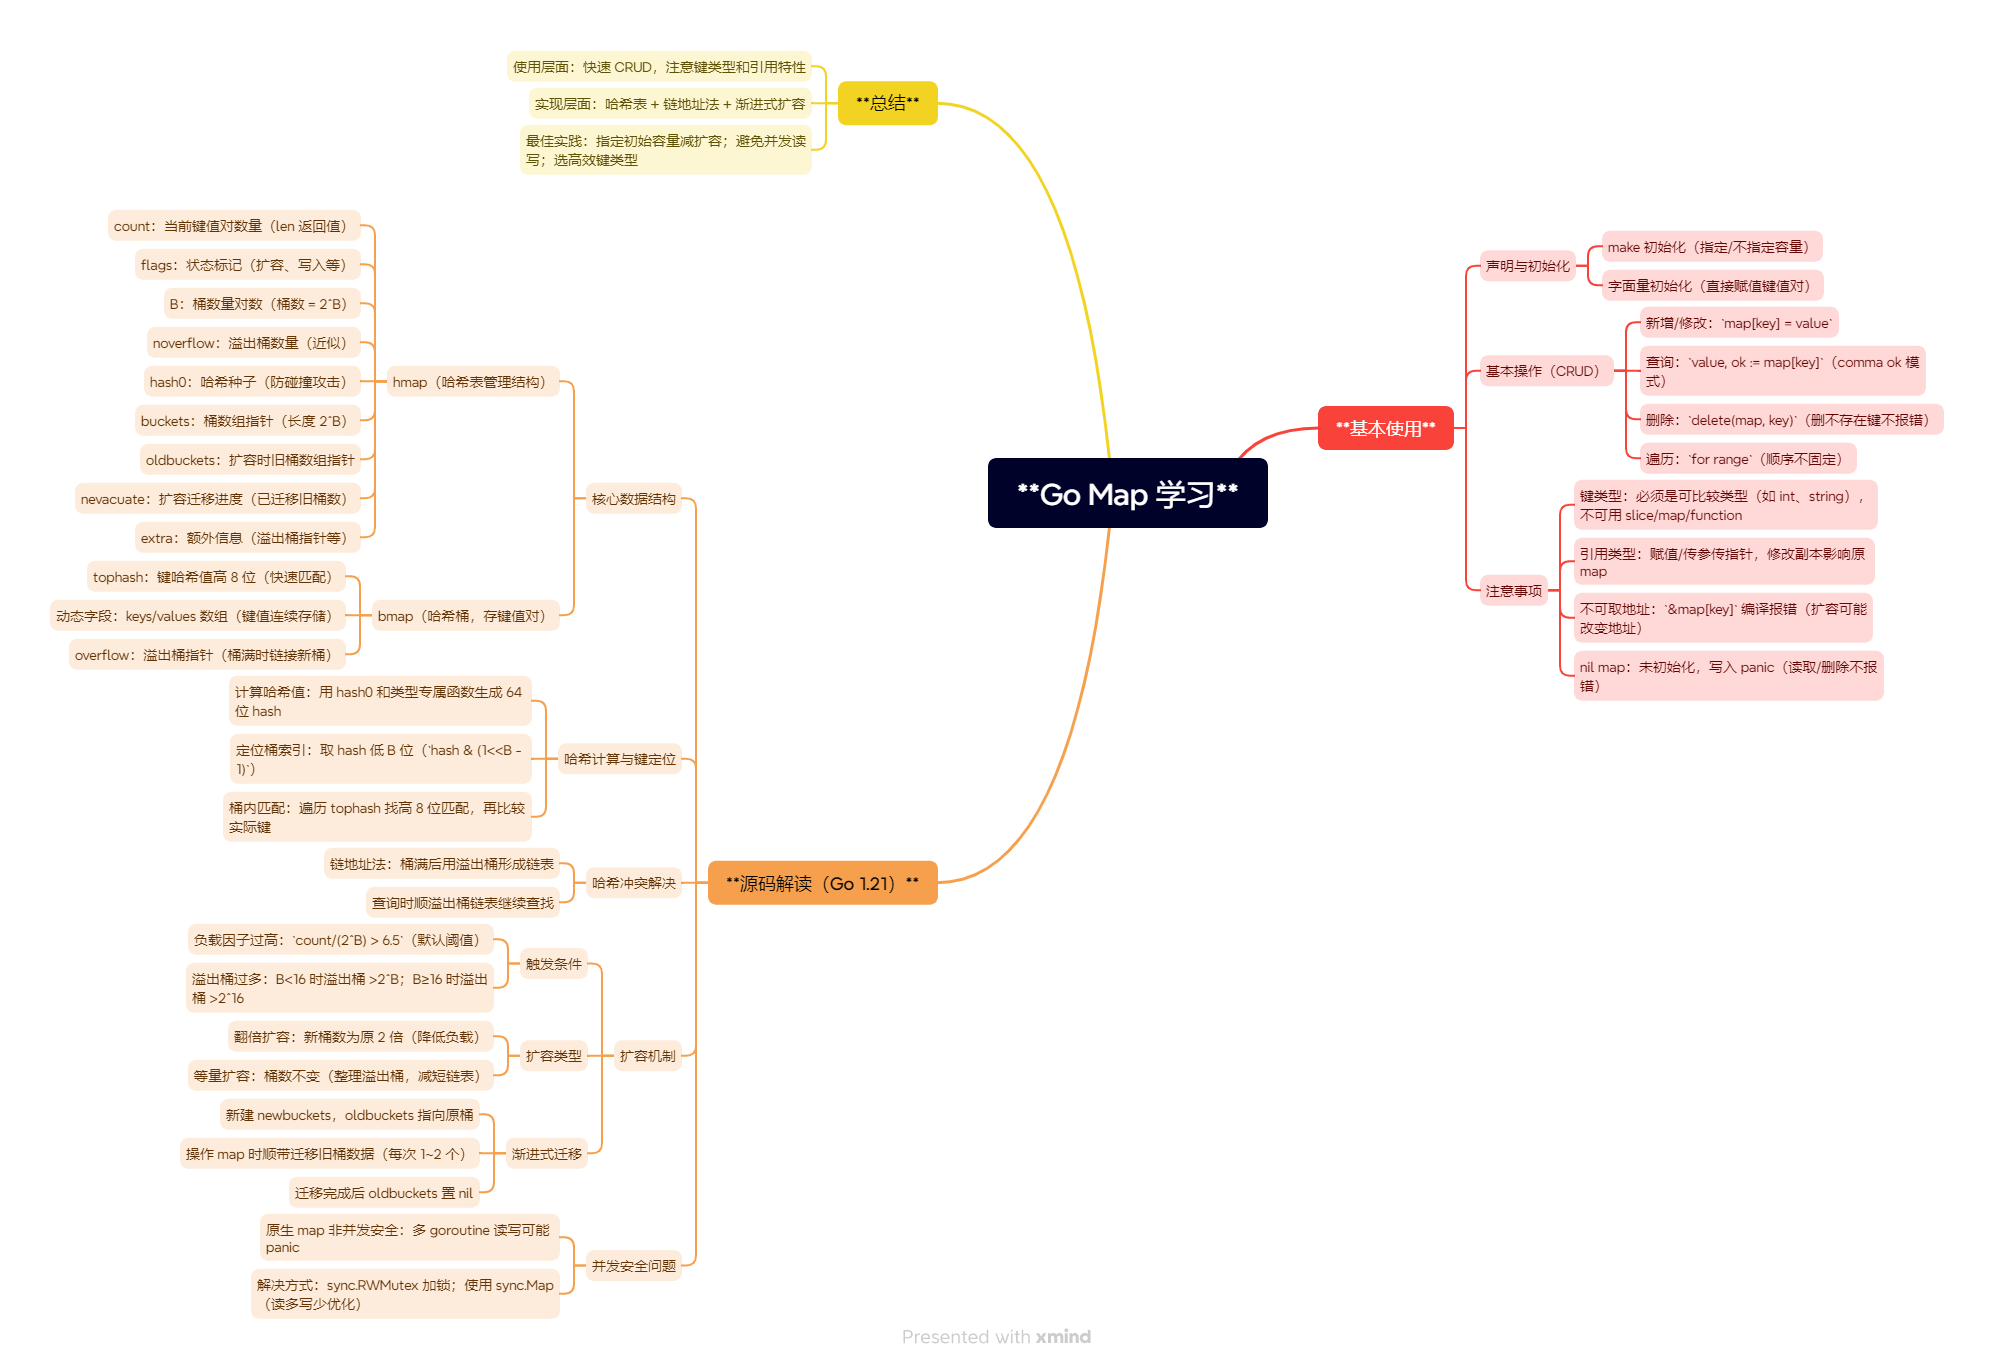 **Go Map 学习**
**基本使用**
声明与初始化
make 初始化（指定/不指定容量）
字面量初始化（直接赋值键值对）
基本操作（CRUD）
新增/修改：`map[key] = value`
查询：`value, ok := map[key]`（comma ok 模
式）
删除：`delete(map, key)`（删不存在键不报错）
遍历：`for range`（顺序不固定）
注意事项
键类型：必须是可比较类型（如 int、string），
不可用 slice/map/function
引用类型：赋值/传参传指针，修改副本影响原
map
不可取地址：`&map[key]` 编译报错（扩容可能
改变地址）
nil map：未初始化，写入 panic（读取/删除不报
错）
**源码解读（Go 1.21）**
核心数据结构
hmap（哈希表管理结构）
count：当前键值对数量（len 返回值）
flags：状态标记（扩容、写入等）
B：桶数量对数（桶数 = 2^B）
noverflow：溢出桶数量（近似）
hash0：哈希种子（防碰撞攻击）
buckets：桶数组指针（长度 2^B）
oldbuckets：扩容时旧桶数组指针
nevacuate：扩容迁移进度（已迁移旧桶数）
extra：额外信息（溢出桶指针等）
bmap（哈希桶，存键值对）
tophash：键哈希值高 8 位（快速匹配）
动态字段：keys/values 数组（键值连续存储）
overflow：溢出桶指针（桶满时链接新桶）
哈希计算与键定位
计算哈希值：用 hash0 和类型专属函数生成 64
位 hash
定位桶索引：取 hash 低 B 位（`hash & (1<<B -
1)`）
桶内匹配：遍历 tophash 找高 8 位匹配，再比较
实际键
哈希冲突解决
链地址法：桶满后用溢出桶形成链表
查询时顺溢出桶链表继续查找
扩容机制
触发条件
负载因子过高：`count/(2^B) > 6.5`（默认阈值）
溢出桶过多：B<16 时溢出桶 >2^B；B≥16 时溢出
桶 >2^16
扩容类型
翻倍扩容：新桶数为原 2 倍（降低负载）
等量扩容：桶数不变（整理溢出桶，减短链表）
渐进式迁移
新建 newbuckets，oldbuckets 指向原桶
操作 map 时顺带迁移旧桶数据（每次 1~2 个）
迁移完成后 oldbuckets 置 nil
并发安全问题
原生 map 非并发安全：多 goroutine 读写可能
panic
解决方式：sync.RWMutex 加锁；使用 sync.Map
（读多写少优化）
**总结**
使用层面：快速 CRUD，注意键类型和引用特性
实现层面：哈希表 + 链地址法 + 渐进式扩容
最佳实践：指定初始容量减扩容；避免并发读
写；选高效键类型
Presented with xmind